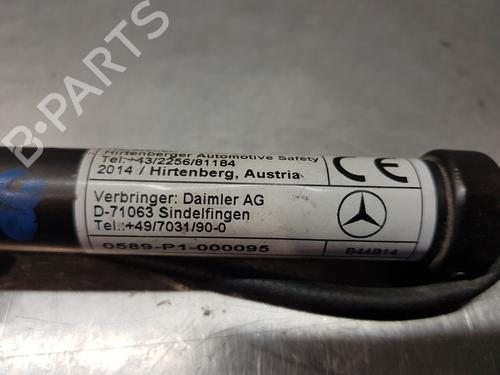 Hirtenberger Automotive Safety
Tel.:+43/2256/81184
2014 / Hirtenberg, Austria
CE
Verbringer: Daimler AG
D-71063 Sindelfingen
Tel.:+49/7031/90-0
0589-P1-000095
B44B14